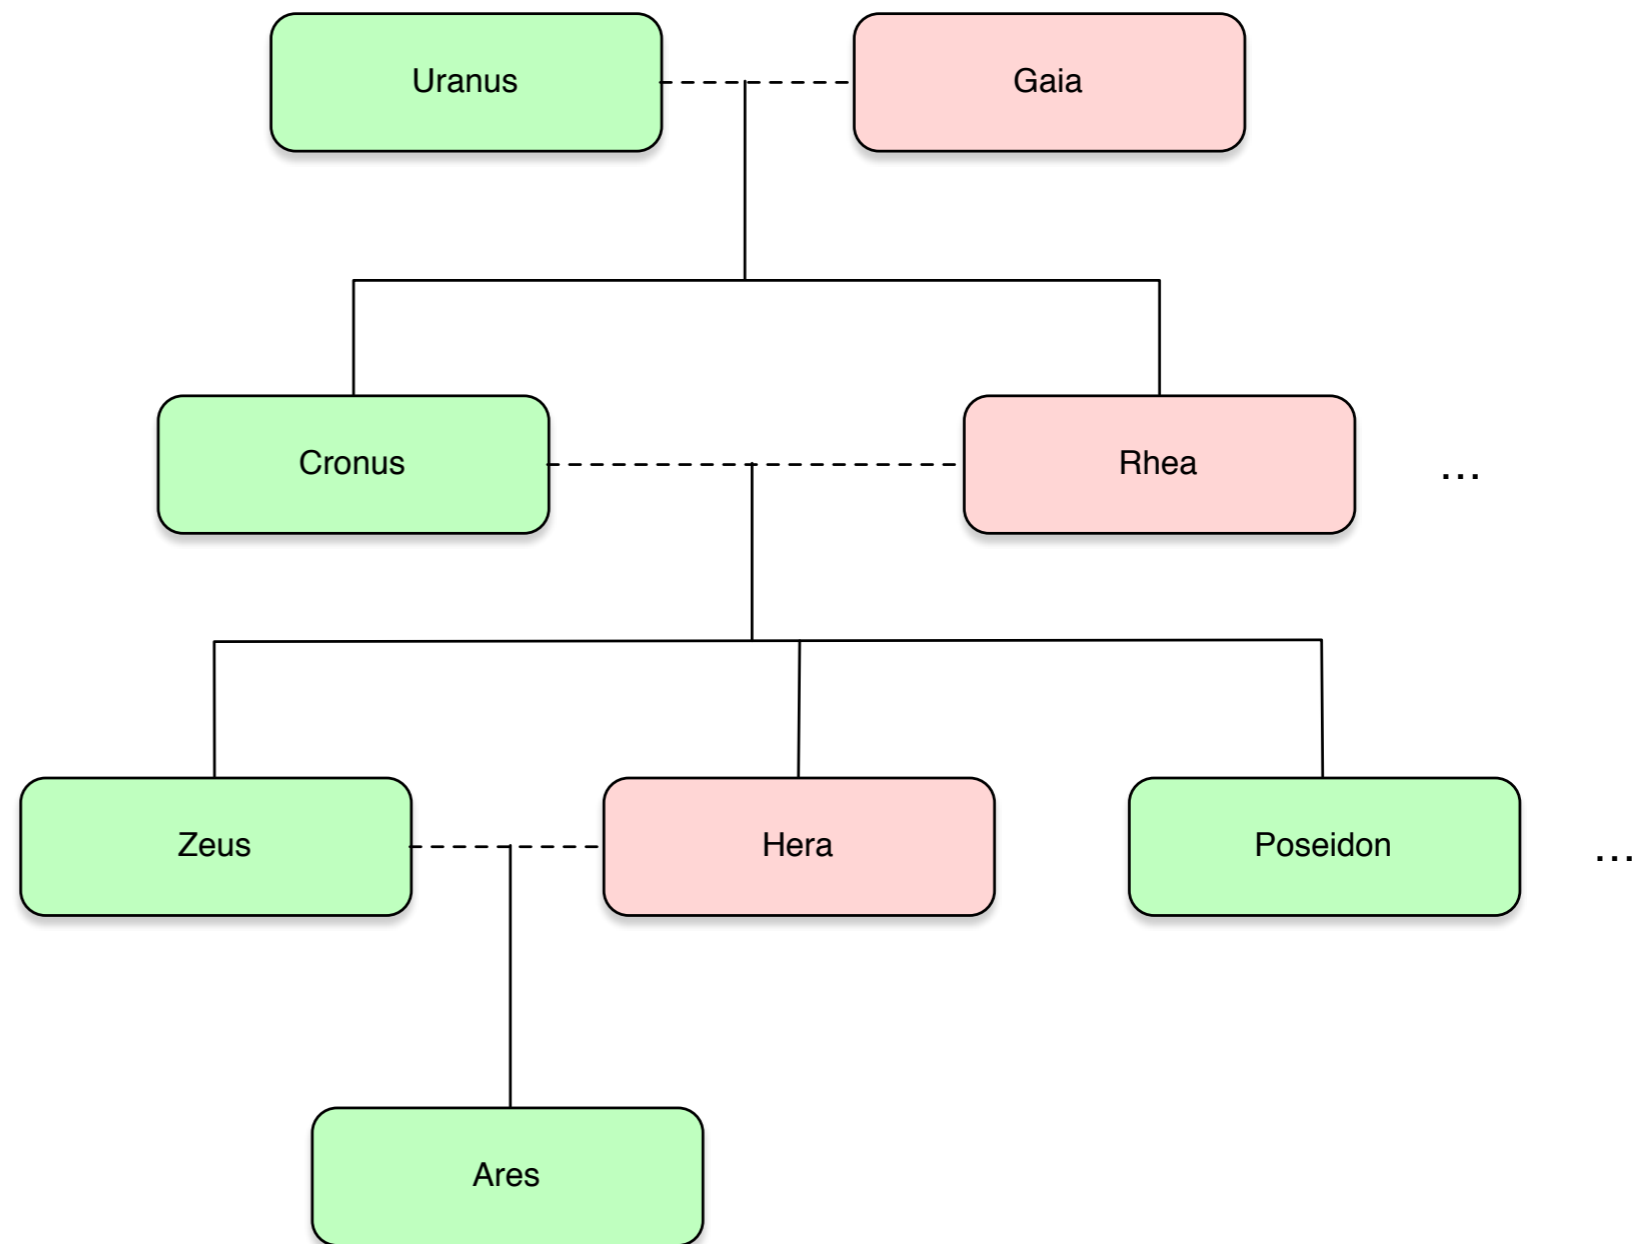 Uranus
Gaia
Cronus
Rhea
...
Zeus
Hera
Poseidon
...
Ares